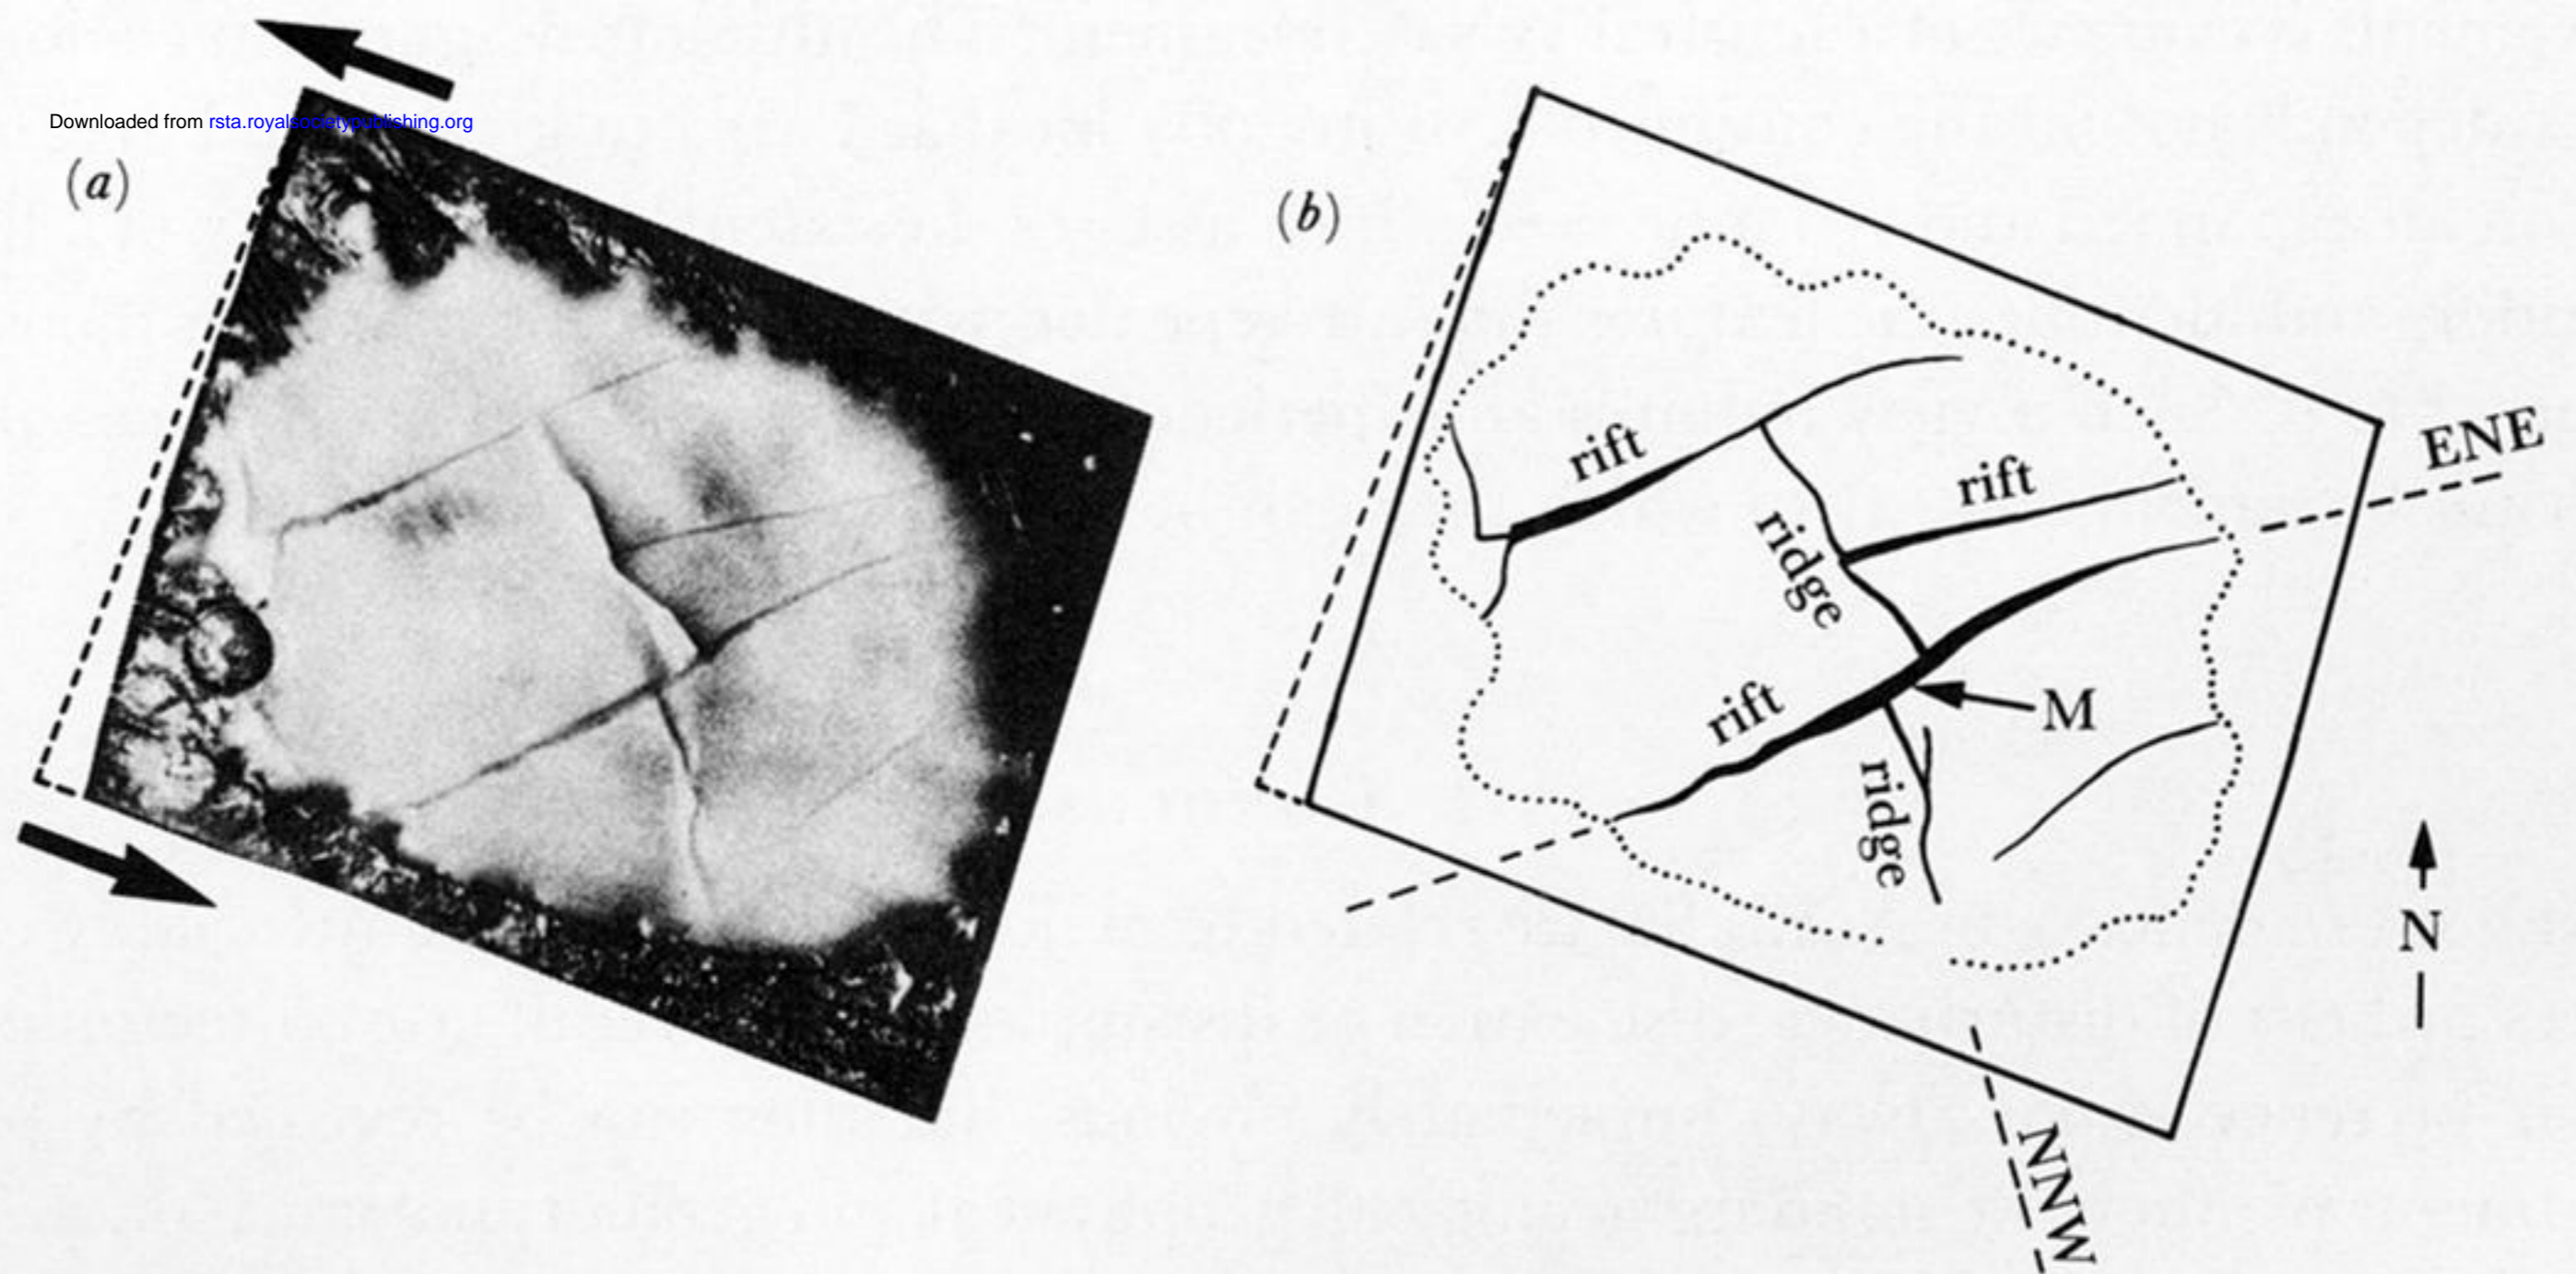 Downloaded from rsta.royalsocietypublishing.org
(a)
(b)
rift
rift
ridge
rift
ridge
M
ENE
N
NNW